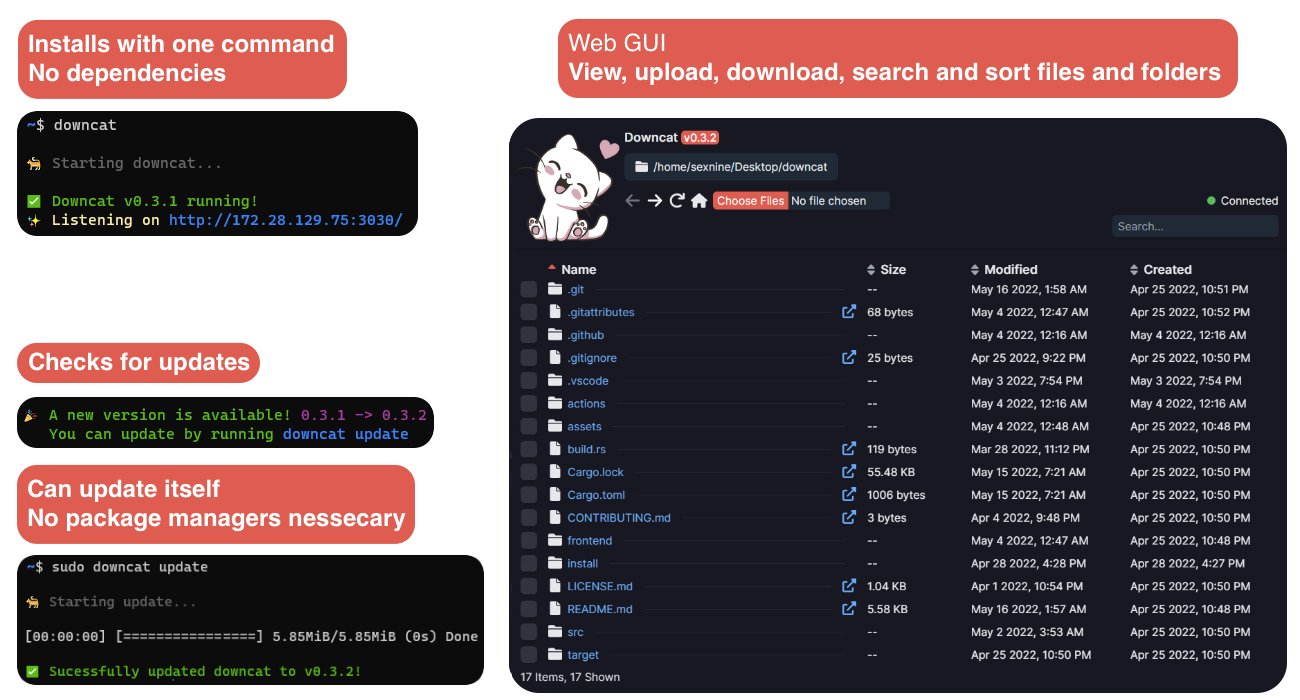 Installs with one command
No dependencies
~$ downcat
Starting downcat...
Downcat v0.3.1 running!
Listening on http://172.28.129.75:3030/
Checks for updates
A new version is available! 0.3.1 -> 0.3.2
You can update by running downcat update
Can update itself
No package managers nessecary
~$ sudo downcat update
Starting update...
[00:00:00] [================] 5.85MiB/5.85MiB (0s) Done
Sucessfully updated downcat to v0.3.2!
Web GUI
View, upload, download, search and sort files and folders
Downcat v0.3.2
/home/sexnine/Desktop/downcat
Choose Files No file chosen
Connected
Search...
Name Size Modified Created
.git -- May 16 2022, 1:58 AM Apr 25 2022, 10:51 PM
.gitattributes 68 bytes May 4 2022, 12:47 AM Apr 25 2022, 10:52 PM
.github -- May 4 2022, 12:16 AM May 4 2022, 12:16 AM
.gitignore 25 bytes Apr 25 2022, 9:22 PM Apr 25 2022, 10:50 PM
.vscode -- May 3 2022, 7:54 PM May 3 2022, 7:54 PM
actions -- May 4 2022, 12:16 AM May 4 2022, 12:16 AM
assets -- May 4 2022, 12:48 AM Apr 25 2022, 10:48 PM
build.rs 119 bytes Mar 28 2022, 11:12 PM Apr 25 2022, 10:50 PM
Cargo.lock 55.48 KB May 15 2022, 7:21 AM Apr 25 2022, 10:50 PM
Cargo.toml 1006 bytes May 15 2022, 7:21 AM Apr 25 2022, 10:50 PM
CONTRIBUTING.md 3 bytes Apr 4 2022, 9:48 PM Apr 25 2022, 10:50 PM
frontend -- May 4 2022, 12:47 AM Apr 25 2022, 10:48 PM
install -- Apr 28 2022, 4:28 PM Apr 28 2022, 4:27 PM
LICENSE.md 1.04 KB Apr 1 2022, 10:54 PM Apr 25 2022, 10:50 PM
README.md 5.58 KB May 16 2022, 1:57 AM Apr 25 2022, 10:48 PM
src -- May 2 2022, 3:53 AM Apr 25 2022, 10:50 PM
target -- Apr 25 2022, 10:50 PM Apr 25 2022, 10:50 PM
17 Items, 17 Shown